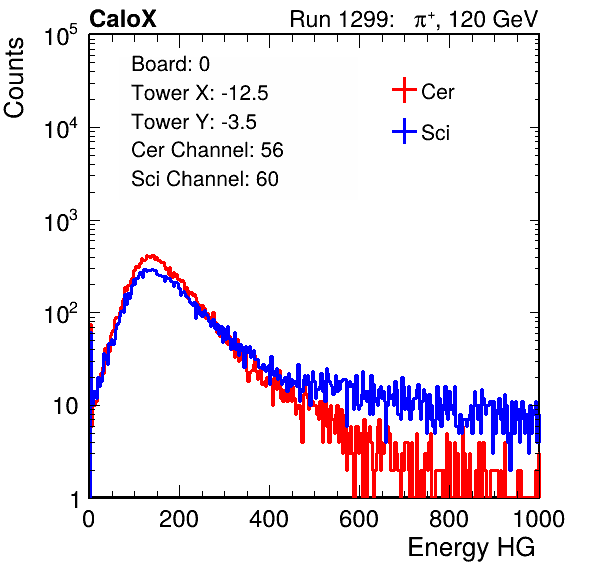 CaloX Run 1299: π⁺, 120 GeV
Counts
10⁵
10⁴
10³
10²
10
1
Board: 0
Tower X: -12.5
Tower Y: -3.5
Cer Channel: 56
Sci Channel: 60
Cer
Sci
0 200 400 600 800 1000
Energy HG